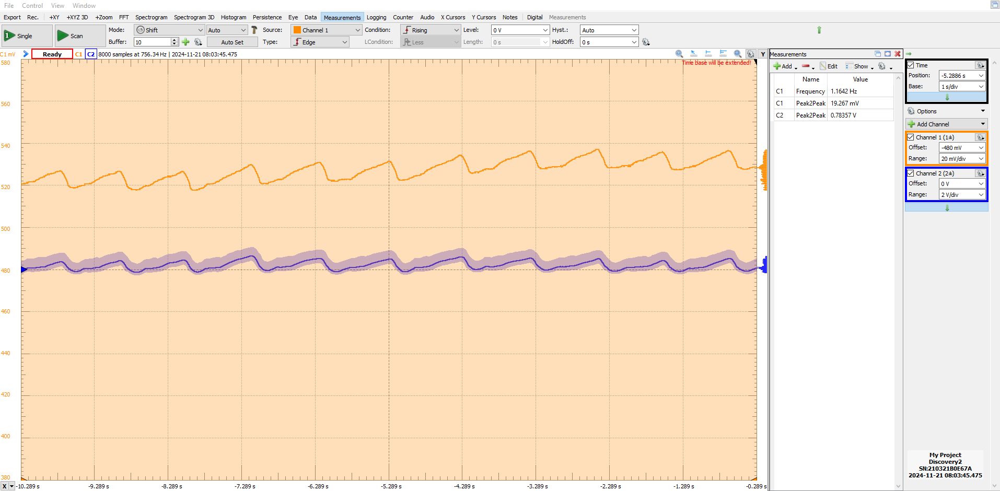 File Control View Window
Export Rec. +XY +XYZ 3D +Zoom FFT Spectrogram Spectrogram 3D Histogram Persistence Eye Data Measurements Logging Counter Audio X Cursors Y Cursors Notes Digital Measurements
1 Single Scan Mode: Shift Auto Source: Channel 1 Condition: Rising Level: 0 V Hyst.: Auto
Buffer: 10 Auto Set Type: Edge LCondition: Less Length: 0 s HoldOff: 0 s
C1 mV Ready C1 C2 8000 samples at 756.34 Hz | 2024-11-21 08:03:45.475 Y
Time base will be extended!
580
560
540
520
500
480
460
440
420
400
380
X -10.289 s -9.289 s -8.289 s -7.289 s -6.289 s -5.289 s -4.289 s -3.289 s -2.289 s -1.289 s -0.289 s
Measurements
Add Edit Show
Name Value
C1 Frequency 1.1642 Hz
C1 Peak2Peak 19.267 mV
C2 Peak2Peak 0.78357 V
Time
Position: -5.2886 s
Base: 1 s/div
Options
Add Channel
Channel 1 (1±)
Offset: -480 mV
Range: 20 mV/div
Channel 2 (2±)
Offset: 0 V
Range: 2 V/div
My Project
Discovery2
SN:210321B0E67A
2024-11-21 08:03:45.475